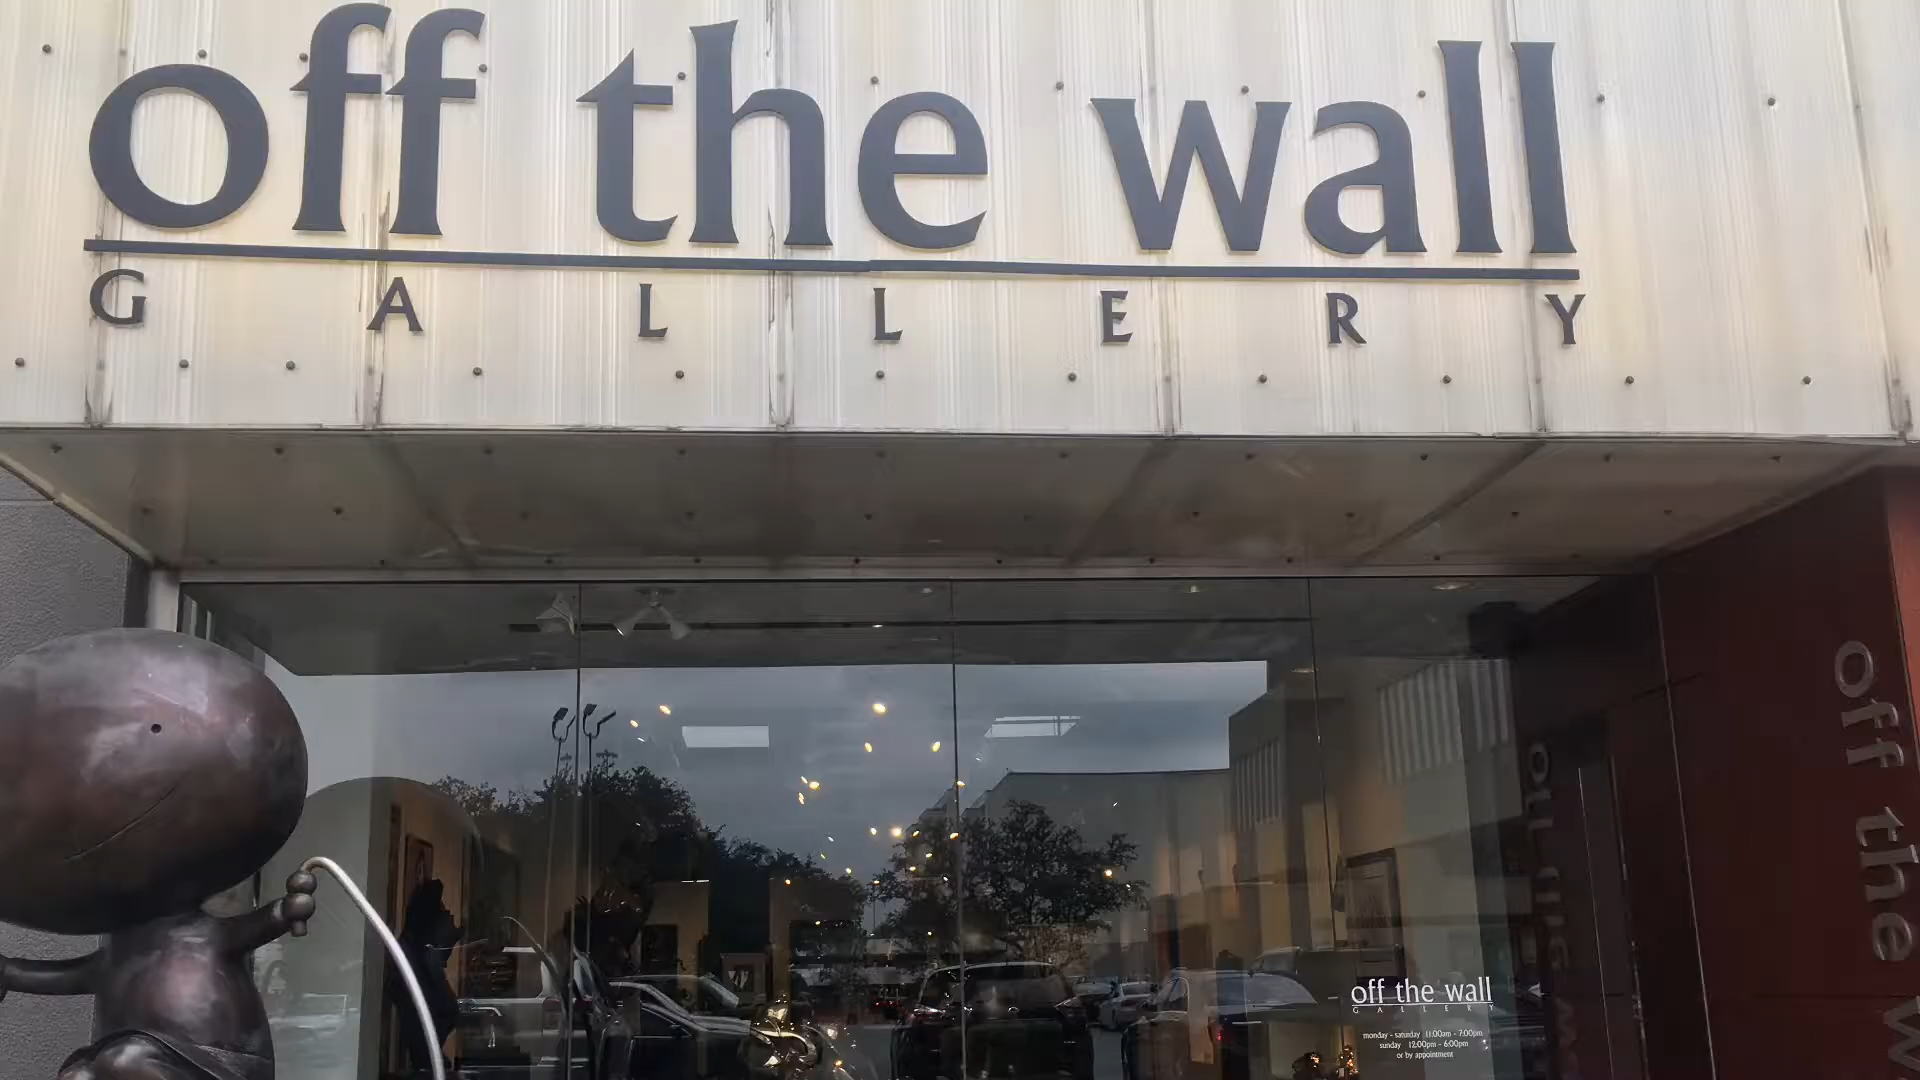 off the wall
GALLERY
off the w
off the wall
GALLERY
monday - saturday 11:00am - 7:00pm
sunday 12:00pm - 6:00pm
or by appointment